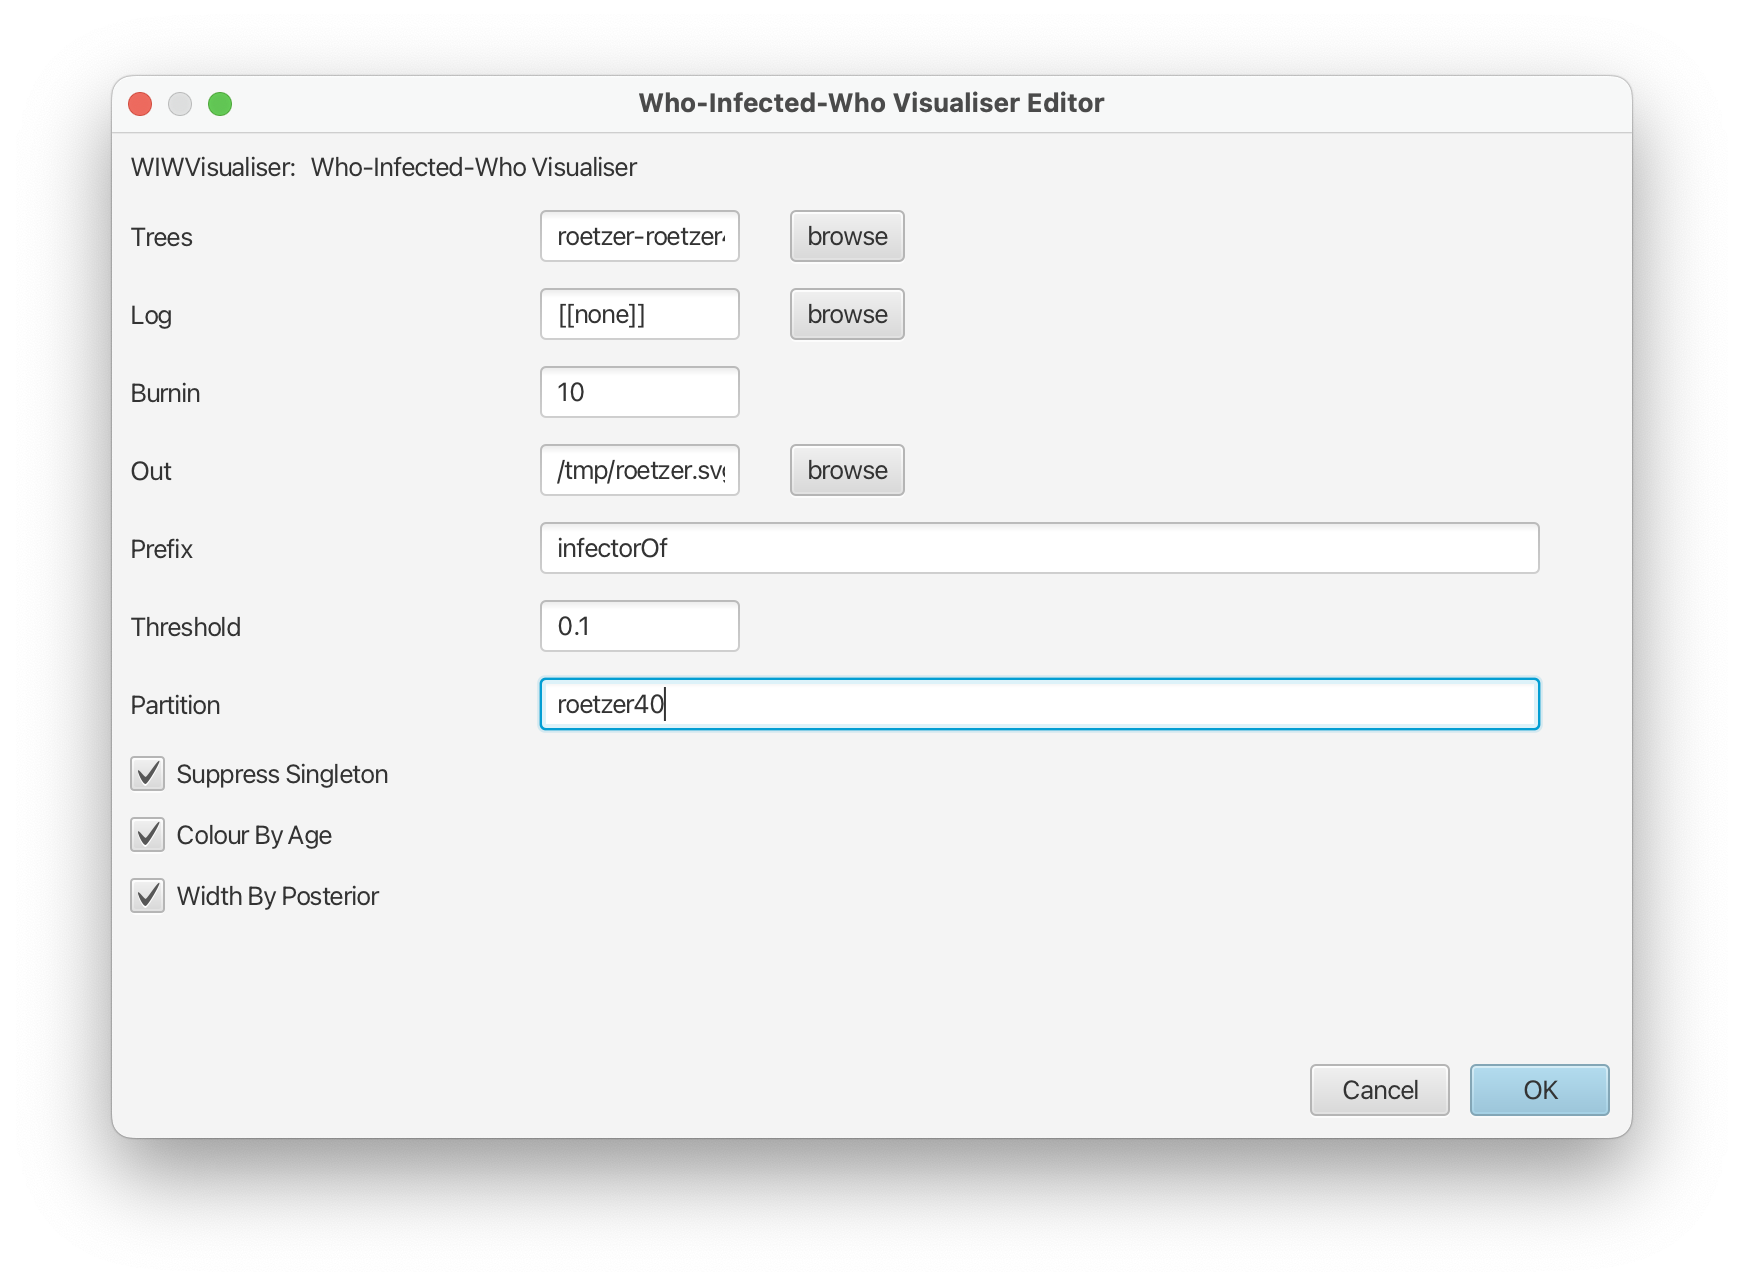 Who-Infected-Who Visualiser Editor
WIWVisualiser: Who-Infected-Who Visualiser
Trees roetzer-roetzer browse
Log [[none]] browse
Burnin 10
Out /tmp/roetzer.svg browse
Prefix infectorOf
Threshold 0.1
Partition roetzer40
Suppress Singleton
Colour By Age
Width By Posterior
Cancel OK